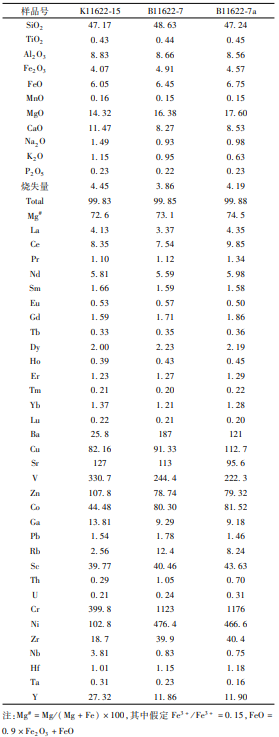 样品号 K11622-15 B11622-7 B11622-7a
SiO2 47.17 48.63 47.24
TiO2 0.43 0.44 0.45
Al2O3 8.83 8.66 8.56
Fe2O3 4.07 4.91 4.57
FeO 6.05 6.45 6.75
MnO 0.16 0.15 0.15
MgO 14.32 16.38 17.60
CaO 11.47 8.27 8.53
Na2O 1.49 0.93 0.98
K2O 1.15 0.95 0.63
P2O5 0.23 0.22 0.23
烧失量 4.45 3.86 4.19
Total 99.83 99.85 99.88
Mg# 72.6 73.1 74.5
La 4.13 3.37 4.35
Ce 8.35 7.54 9.85
Pr 1.10 1.12 1.34
Nd 5.81 5.59 5.98
Sm 1.66 1.59 1.58
Eu 0.53 0.57 0.50
Gd 1.59 1.71 1.86
Tb 0.33 0.35 0.36
Dy 2.00 2.23 2.19
Ho 0.39 0.43 0.45
Er 1.23 1.27 1.29
Tm 0.21 0.20 0.22
Yb 1.37 1.21 1.28
Lu 0.22 0.21 0.20
Ba 25.8 187 121
Cu 82.16 91.33 112.7
Sr 127 113 95.6
V 330.7 244.4 222.3
Zn 107.8 78.74 79.32
Co 44.48 80.30 81.52
Ga 13.81 9.29 9.18
Pb 1.54 1.78 1.46
Rb 2.56 12.4 8.24
Sc 39.77 40.46 43.63
Th 0.29 1.05 0.70
U 0.21 0.24 0.31
Cr 399.8 1123 1176
Ni 102.8 476.4 466.6
Zr 18.7 39.9 40.4
Nb 3.81 0.83 0.75
Hf 1.01 1.15 1.18
Ta 0.31 0.23 0.16
Y 27.32 11.86 11.90
注:Mg# = Mg/(Mg + Fe) ×100,其中假定 Fe3+/Fe3+ = 0.15, FeO =
0.9 × Fe2O3 + FeO